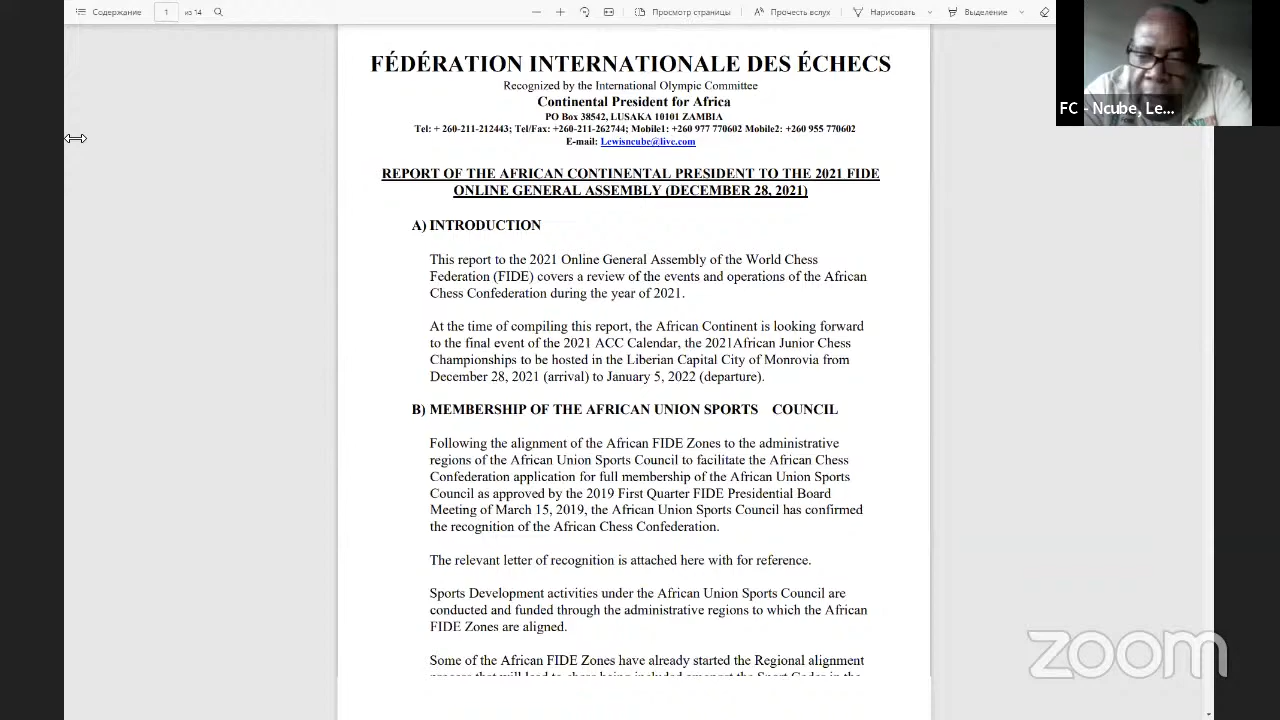 Содержание
1 из 14
Просмотр страницы
Прочесть вслух
Нарисовать
Выделение
FC - Ncube, Le...
FÉDÉRATION INTERNATIONALE DES ÉCHECS
Recognized by the International Olympic Committee
Continental President for Africa
PO Box 38542, LUSAKA 10101 ZAMBIA
Tel: + 260-211-212443; Tel/Fax: +260-211-262744; Mobile1: +260 977 770602 Mobile2: +260 955 770602
E-mail: Lewisncube@live.com
REPORT OF THE AFRICAN CONTINENTAL PRESIDENT TO THE 2021 FIDE
ONLINE GENERAL ASSEMBLY (DECEMBER 28, 2021)
A) INTRODUCTION
This report to the 2021 Online General Assembly of the World Chess
Federation (FIDE) covers a review of the events and operations of the African
Chess Confederation during the year of 2021.
At the time of compiling this report, the African Continent is looking forward
to the final event of the 2021 ACC Calendar, the 2021African Junior Chess
Championships to be hosted in the Liberian Capital City of Monrovia from
December 28, 2021 (arrival) to January 5, 2022 (departure).
B) MEMBERSHIP OF THE AFRICAN UNION SPORTS COUNCIL
Following the alignment of the African FIDE Zones to the administrative
regions of the African Union Sports Council to facilitate the African Chess
Confederation application for full membership of the African Union Sports
Council as approved by the 2019 First Quarter FIDE Presidential Board
Meeting of March 15, 2019, the African Union Sports Council has confirmed
the recognition of the African Chess Confederation.
The relevant letter of recognition is attached here with for reference.
Sports Development activities under the African Union Sports Council are
conducted and funded through the administrative regions to which the African
FIDE Zones are aligned.
Some of the African FIDE Zones have already started the Regional alignment
process that will lead to chess being included amongst the Sport Codes in the
zoom